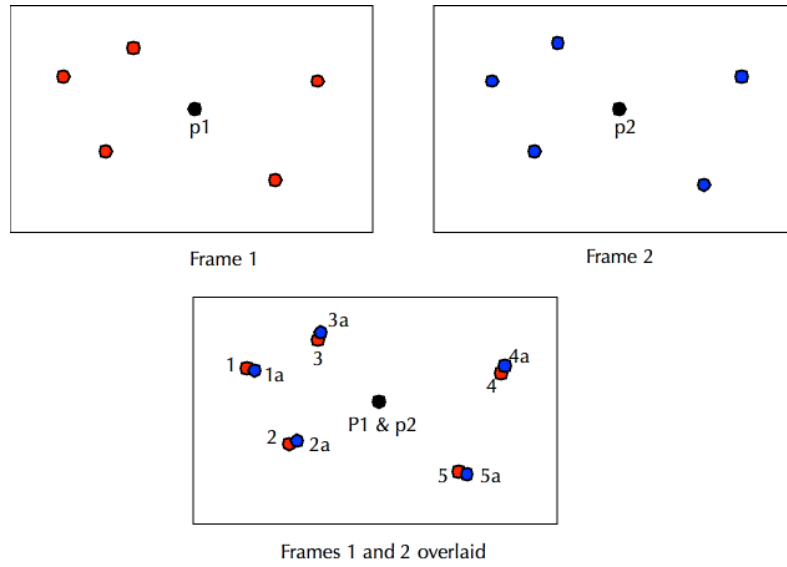 p1
p2
Frame 1
Frame 2
3a
3
1
1a
4a
4
P1 & p2
2
2a
5
5a
Frames 1 and 2 overlaid